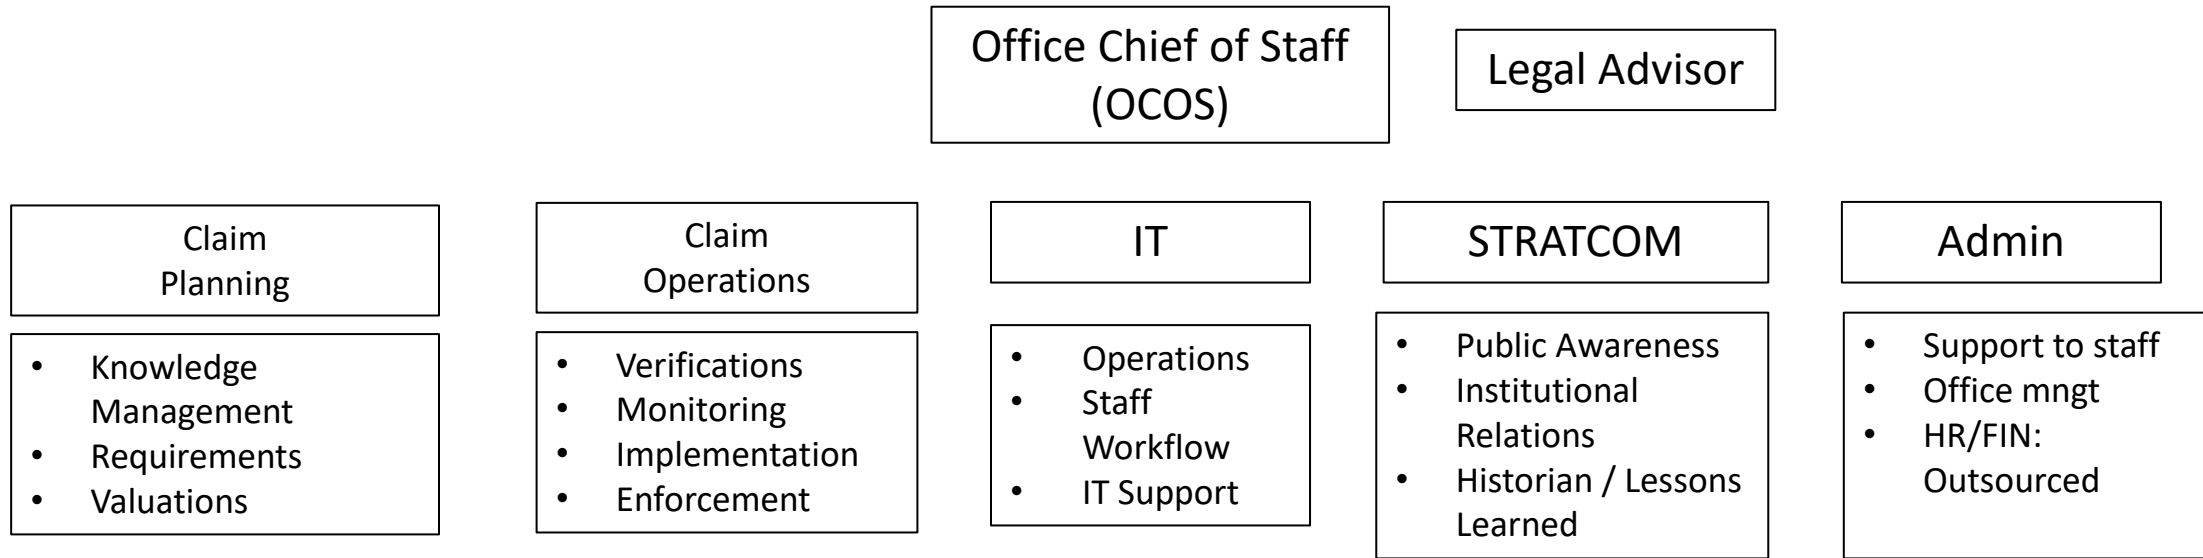 Office Chief of Staff
(OCOS)
Legal Advisor
Claim
Planning
Claim
Operations
IT
STRATCOM
Admin
• Knowledge
Management
• Requirements
• Valuations
• Verifications
• Monitoring
• Implementation
• Enforcement
• Operations
• Staff
Workflow
• IT Support
• Public Awareness
• Institutional
Relations
• Historian / Lessons
Learned
• Support to staff
• Office mngt
• HR/FIN:
Outsourced